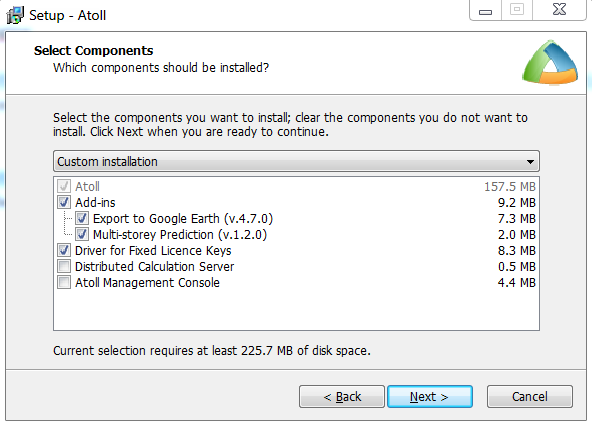 Setup - Atoll
Select Components
Which components should be installed?
Select the components you want to install; clear the components you do not want to
install. Click Next when you are ready to continue.
Custom installation
Atoll 157.5 MB
Add-ins 9.2 MB
Export to Google Earth (v.4.7.0) 7.3 MB
Multi-storey Prediction (v.1.2.0) 2.0 MB
Driver for Fixed Licence Keys 8.3 MB
Distributed Calculation Server 0.5 MB
Atoll Management Console 4.4 MB
Current selection requires at least 225.7 MB of disk space.
< Back Next > Cancel